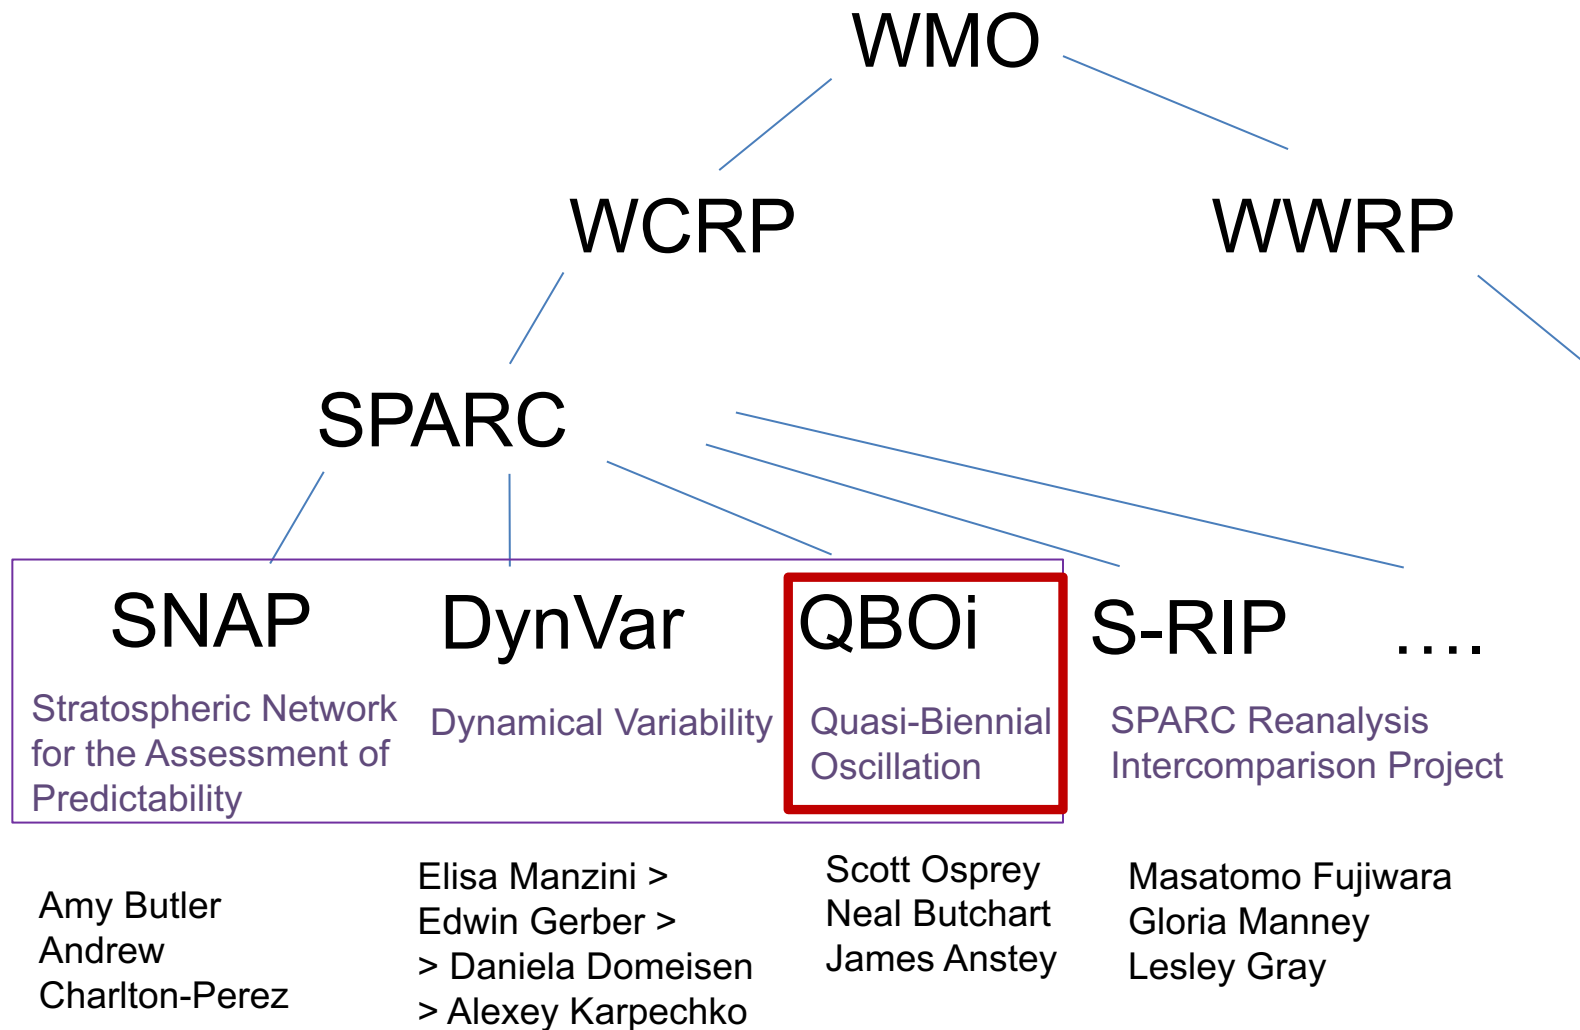 WMO
WCRP
WWRP
SPARC
SNAP
DynVar
QBOi
S-RIP
....
Stratospheric Network
for the Assessment of
Predictability
Dynamical Variability
Quasi-Biennial
Oscillation
SPARC Reanalysis
Intercomparison Project
Amy Butler
Andrew
Charlton-Perez
Elisa Manzini >
Edwin Gerber >
> Daniela Domeisen
> Alexey Karpechko
Scott Osprey
Neal Butchart
James Anstey
Masatomo Fujiwara
Gloria Manney
Lesley Gray